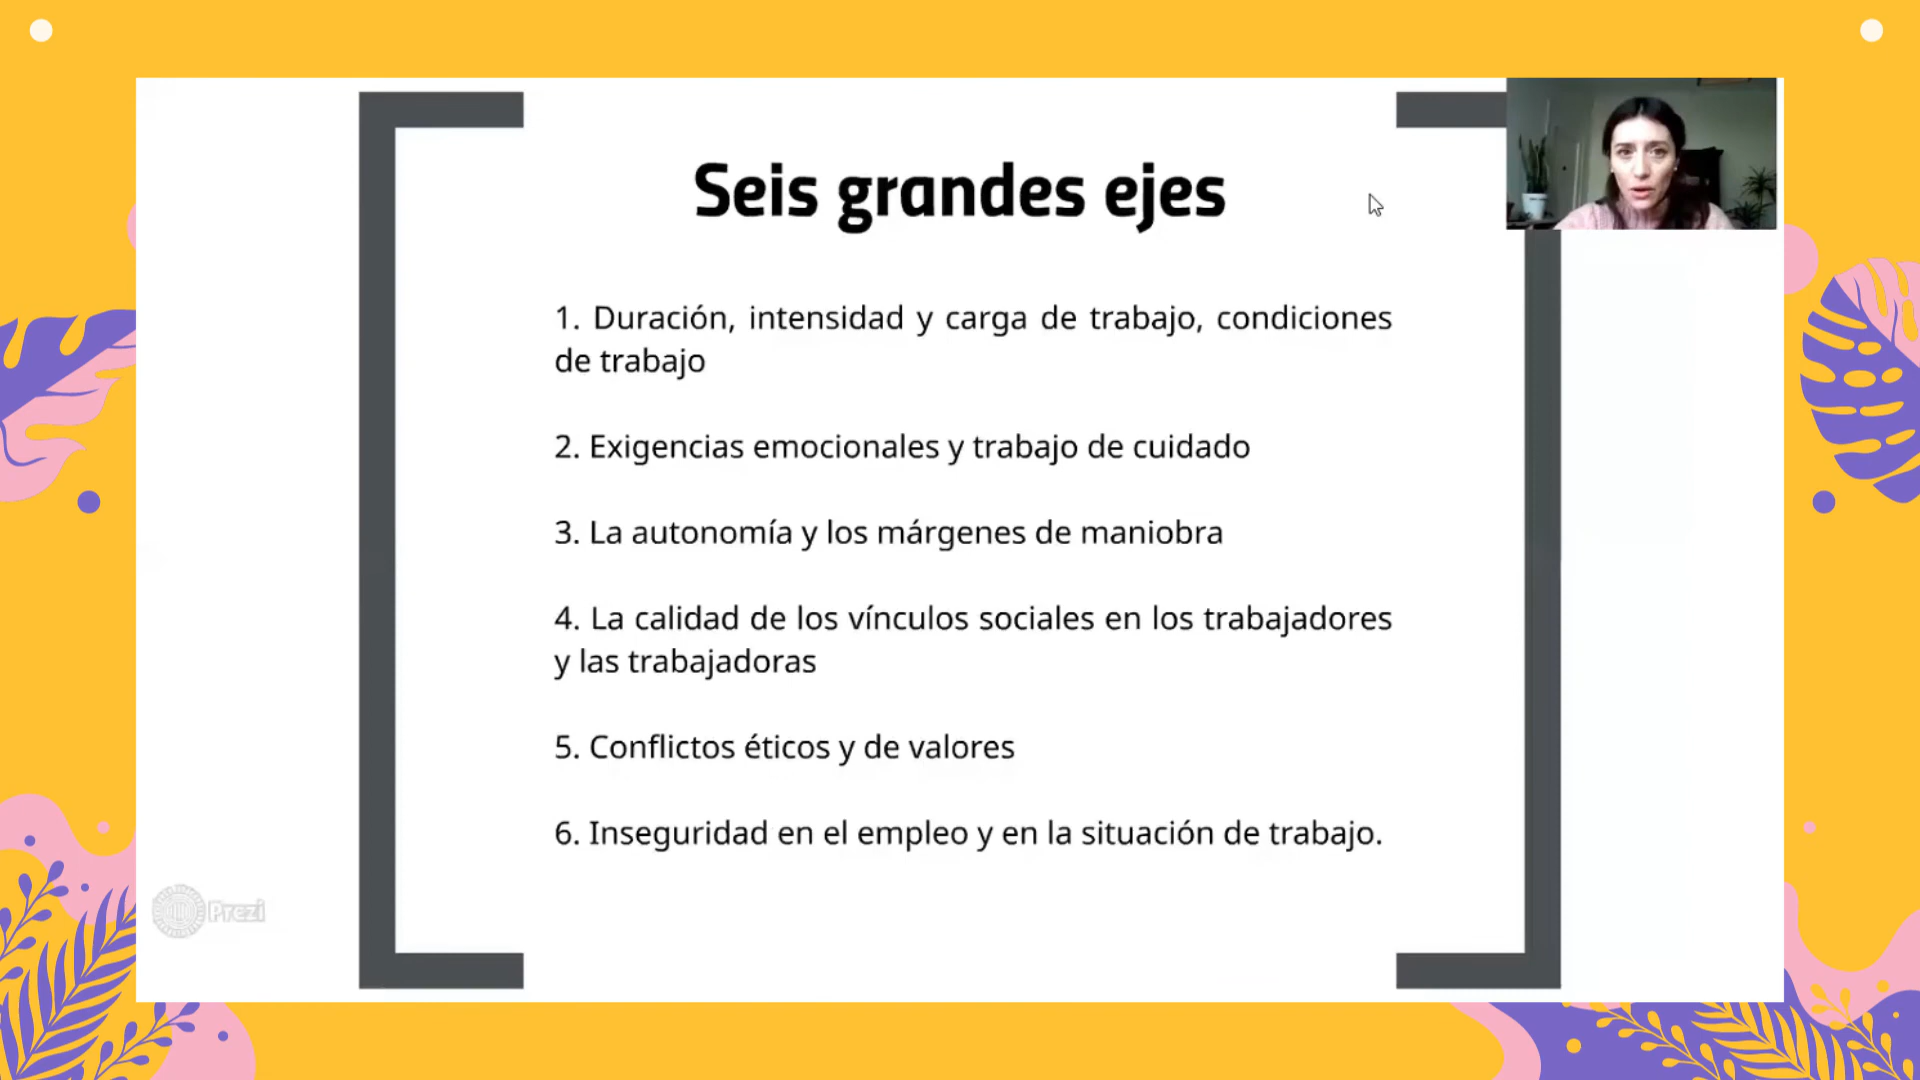 Seis grandes ejes
1. Duración, intensidad y carga de trabajo, condiciones
de trabajo
2. Exigencias emocionales y trabajo de cuidado
3. La autonomía y los márgenes de maniobra
4. La calidad de los vínculos sociales en los trabajadores
y las trabajadoras
5. Conflictos éticos y de valores
6. Inseguridad en el empleo y en la situación de trabajo.
Prezi